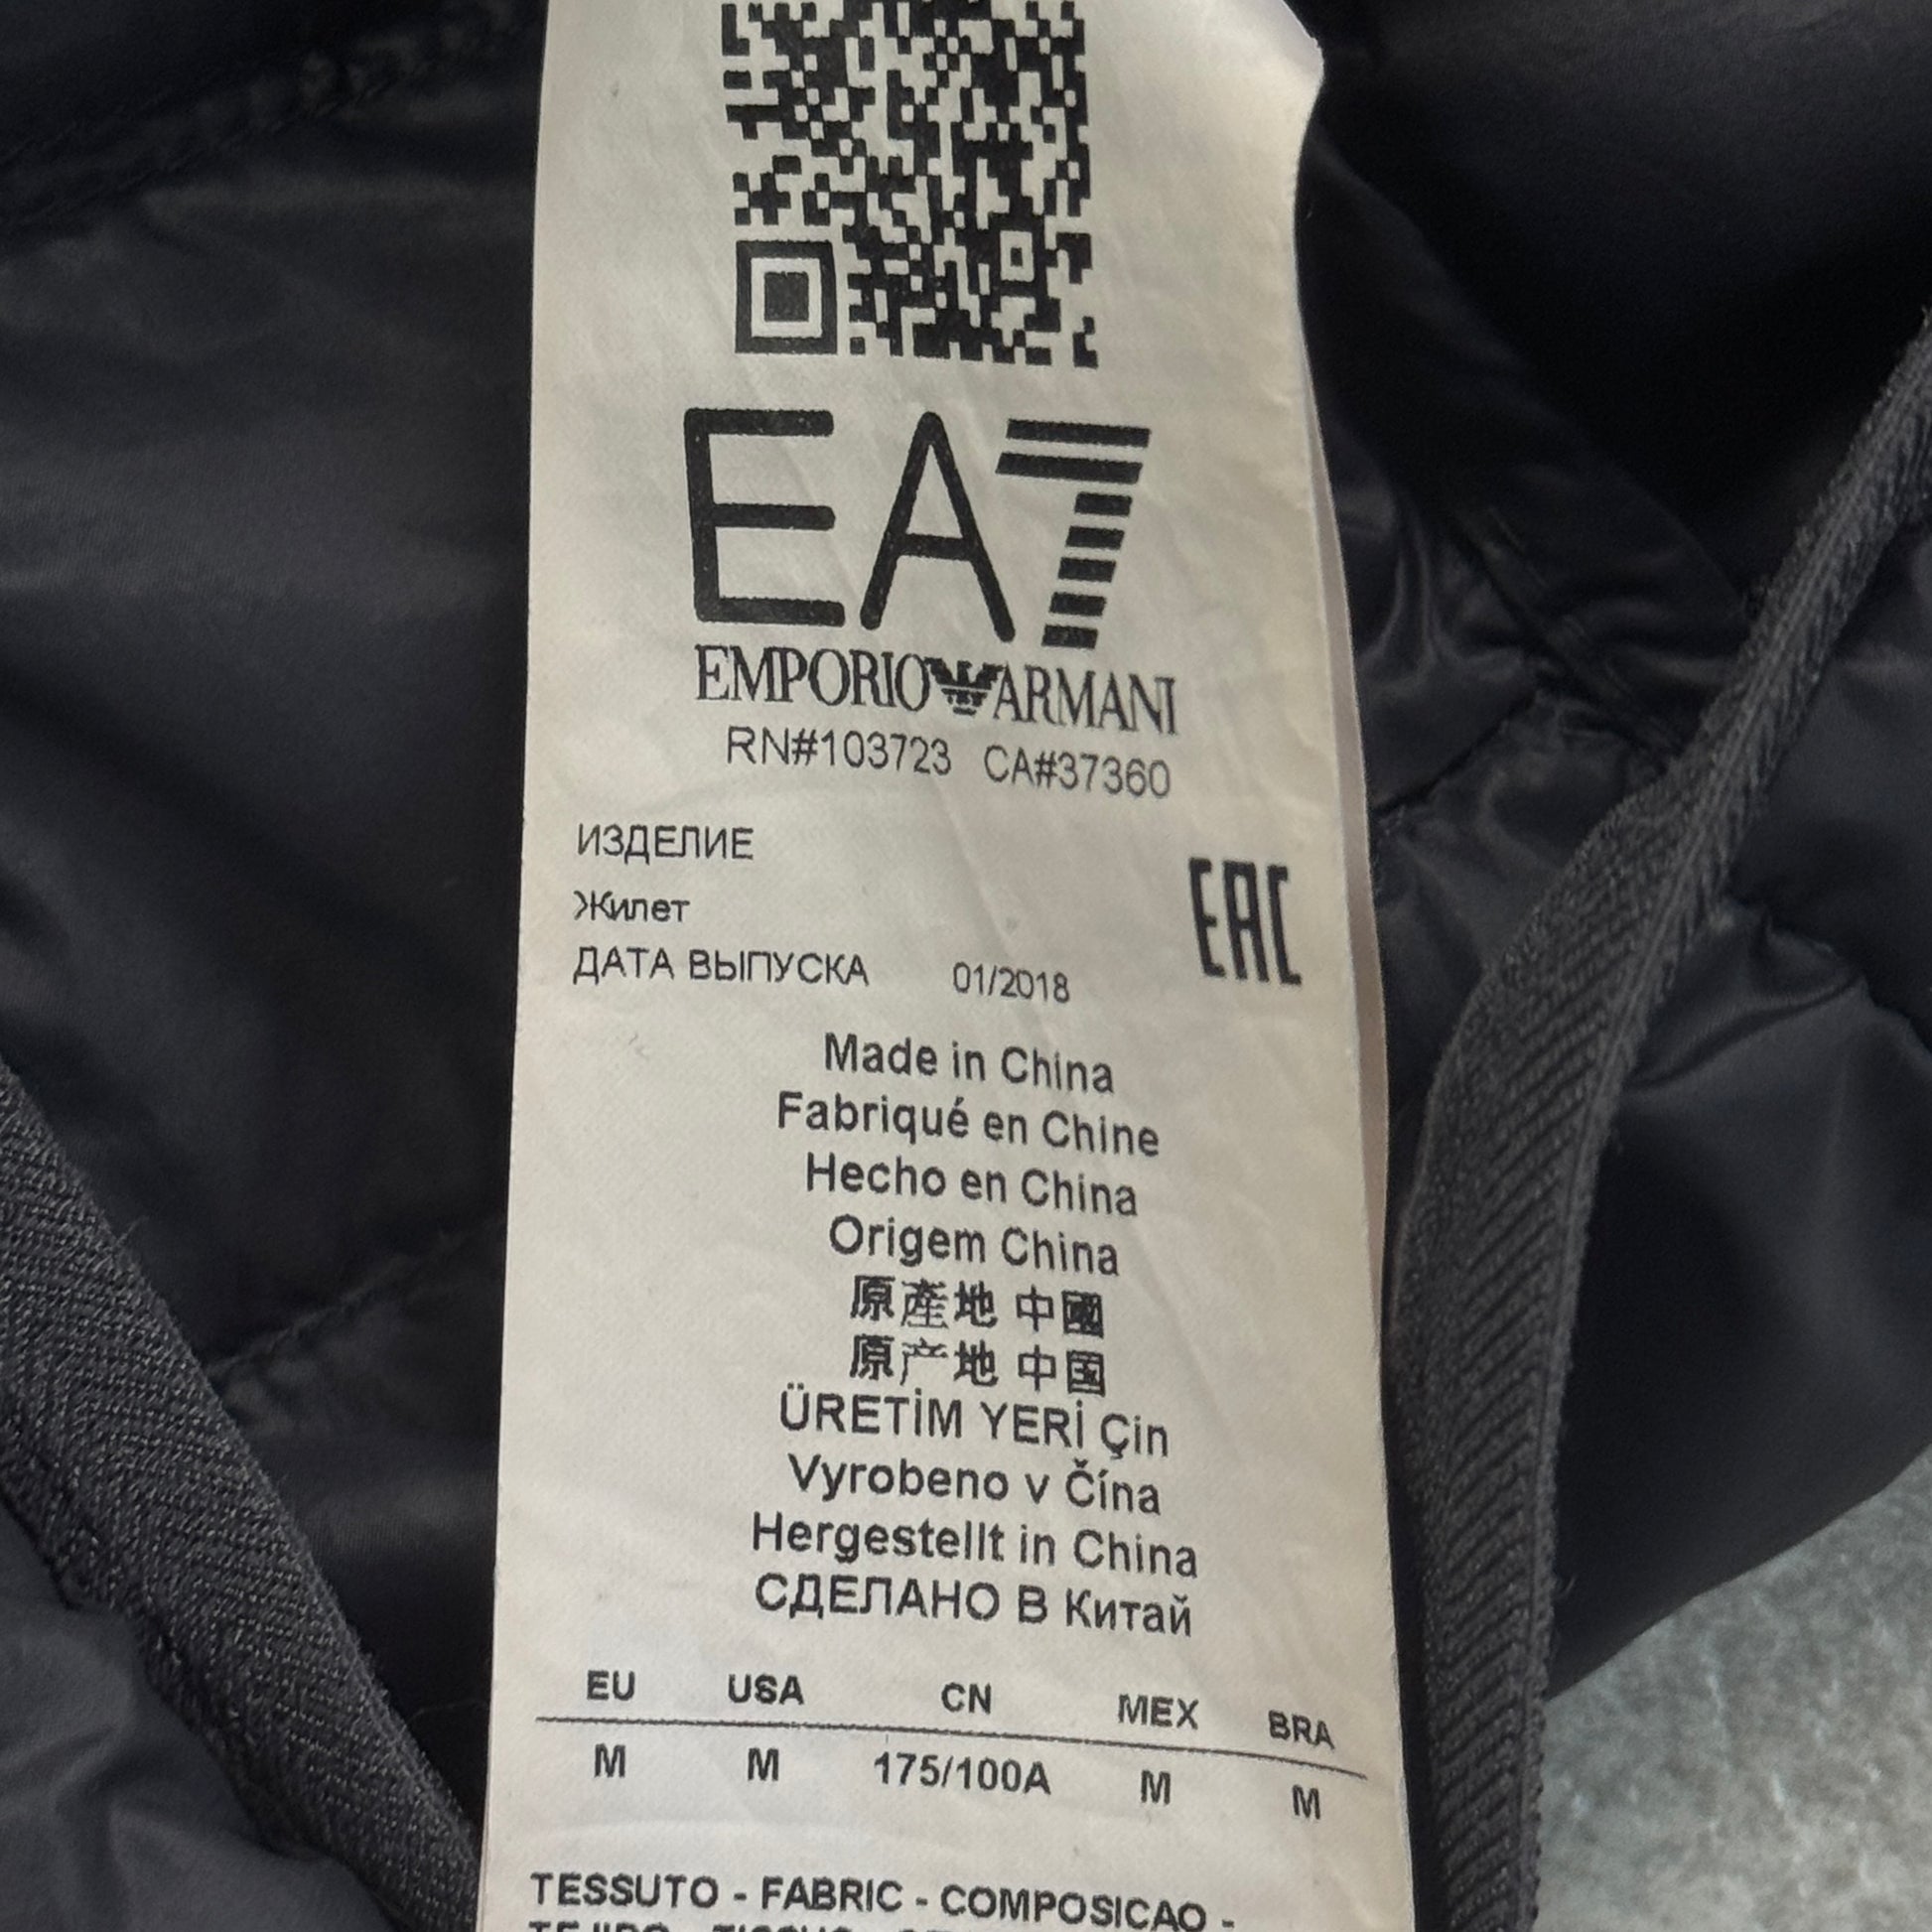 EA7
EMPORIO ARMANI
RN#103723 CA#37360
ИЗДЕЛИЕ
Жилет
EAC
ДАТА ВЫПУСКА 01/2018
Made in China
Fabriqué en Chine
Hecho en China
Origem China
原產地 中國
原产地 中国
ÜRETİM YERİ Çin
Vyrobeno v Čína
Hergestellt in China
СДЕЛАНО В Китай
EU USA CN MEX BRA
M M 175/100A M M
TESSUTO - FABRIC - COMPOSICAO -